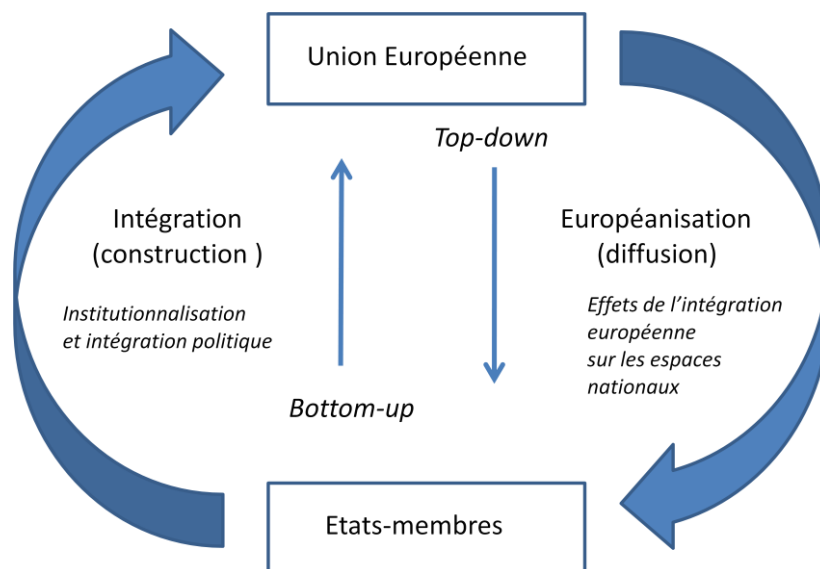 Union Européenne
Top-down
Intégration
(construction )
Institutionnalisation
et intégration politique
Européanisation
(diffusion)
Effets de l’intégration
européenne
sur les espaces
nationaux
Bottom-up
Etats-membres